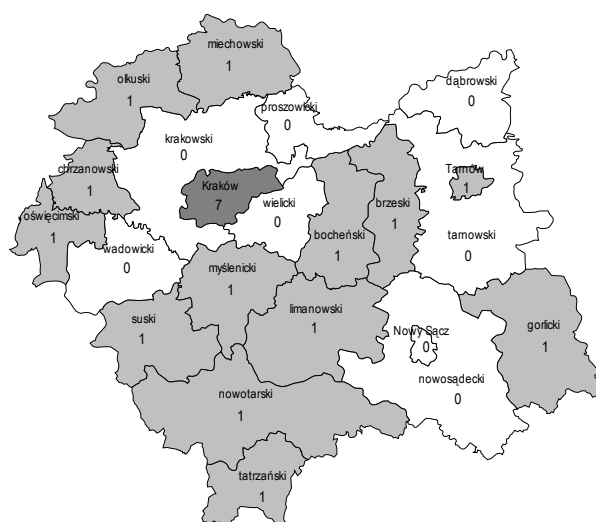 miechowski
1
olkuski
1
dąbrowski
0
proszowicki
0
krakowski
0
chrzanowski
1
Tarnów
1
Kraków
7
wielicki
0
brzeski
1
oświęcimski
1
bocheński
1
tarnowski
0
wadowicki
0
myślenicki
1
limanowski
1
suski
1
Nowy Sącz
0
gorlicki
1
nowosądecki
0
nowotarski
1
tatrzański
1